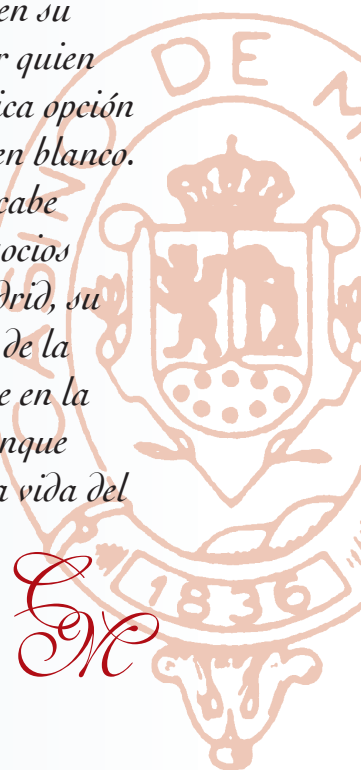 en su
r quien
ica opción
en blanco.
cabe
ocios
drid, su
de la
e en la
nque
a vida del
CASINO DE M
1836
CM